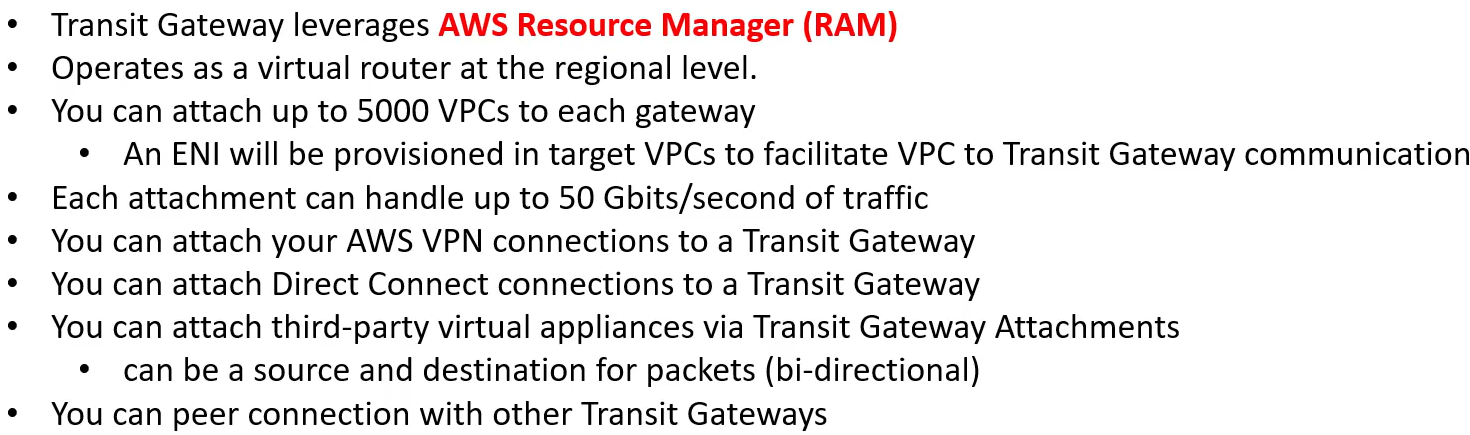 • Transit Gateway leverages AWS Resource Manager (RAM)
• Operates as a virtual router at the regional level.
• You can attach up to 5000 VPCs to each gateway
• An ENI will be provisioned in target VPCs to facilitate VPC to Transit Gateway communication
• Each attachment can handle up to 50 Gbits/second of traffic
• You can attach your AWS VPN connections to a Transit Gateway
• You can attach Direct Connect connections to a Transit Gateway
• You can attach third-party virtual appliances via Transit Gateway Attachments
• can be a source and destination for packets (bi-directional)
• You can peer connection with other Transit Gateways